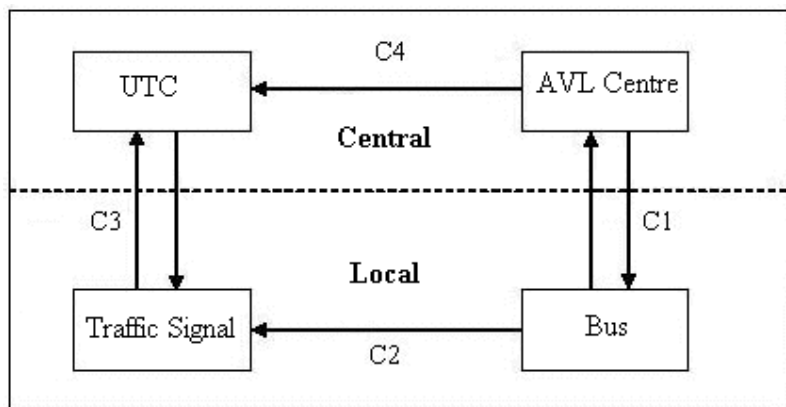 C4
UTC
AVL Centre
Central
C3
C1
Local
Traffic Signal
Bus
C2